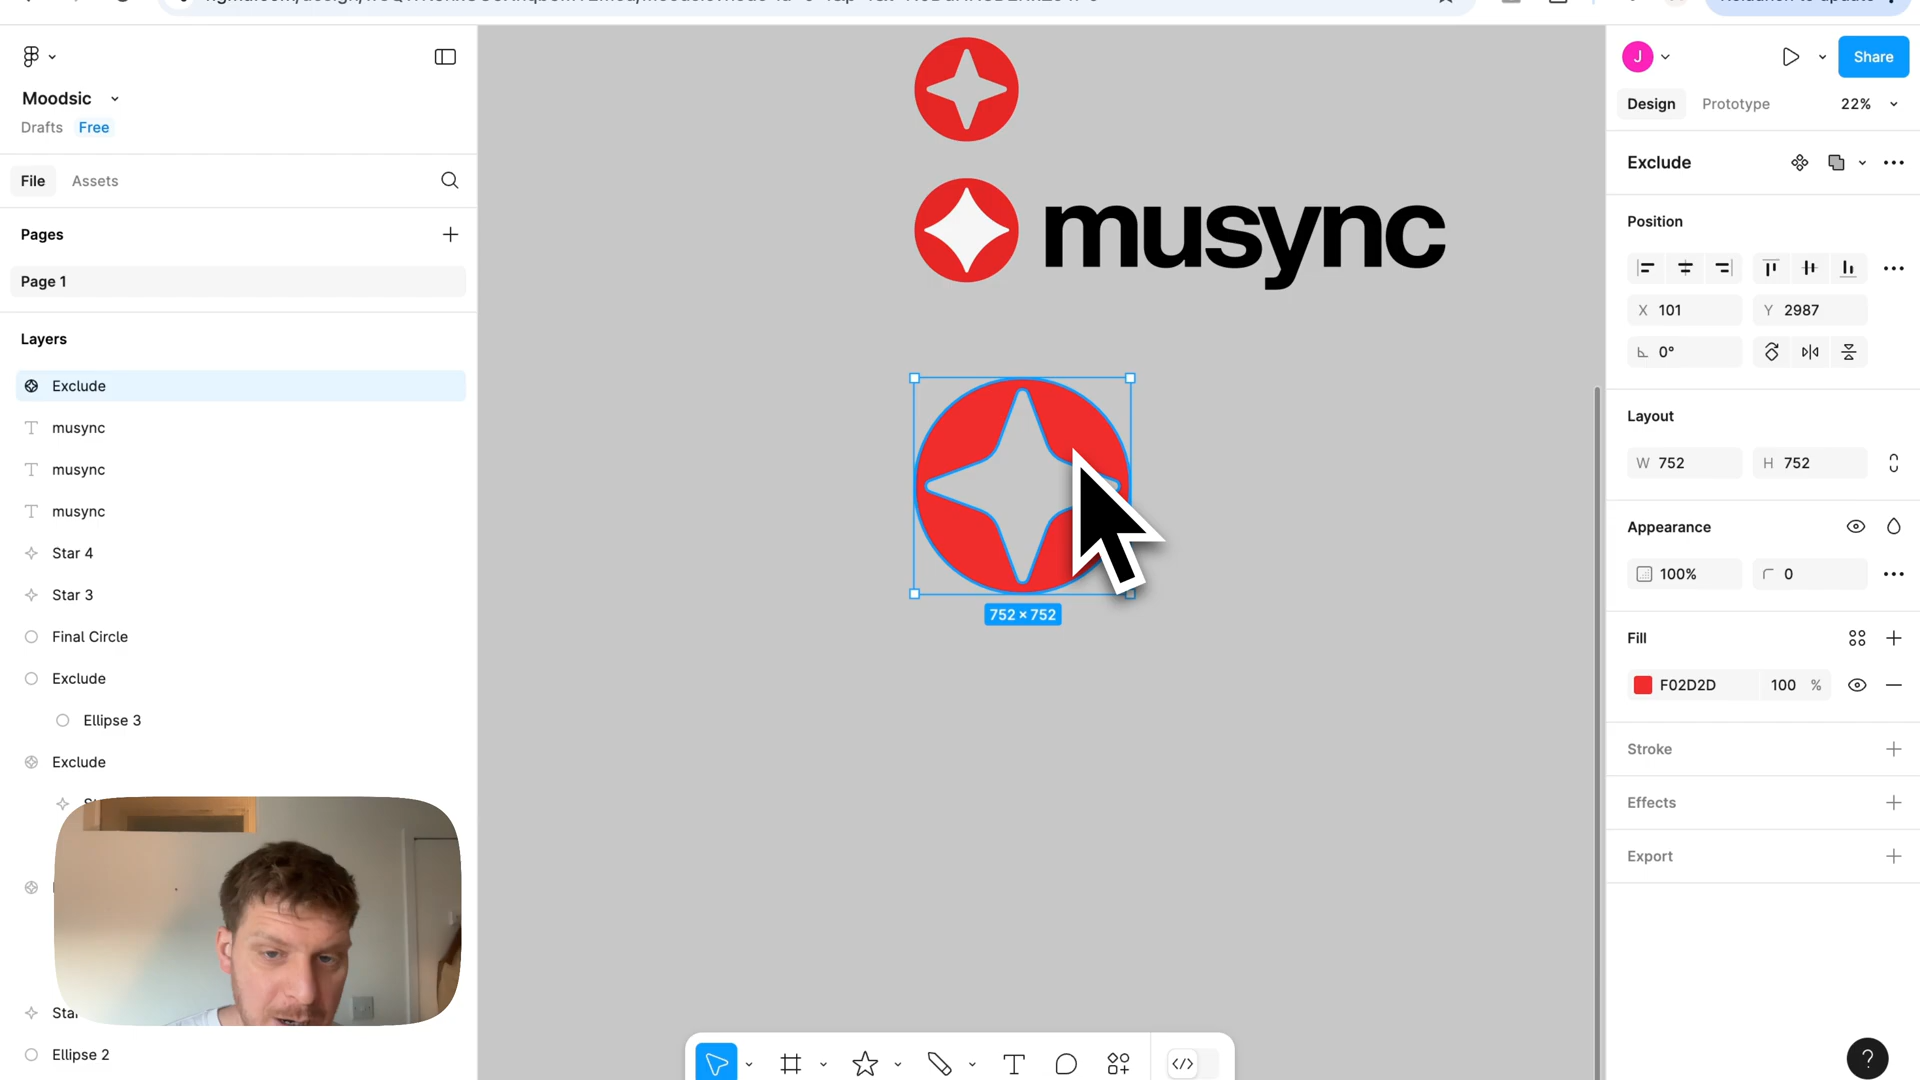 Moodsic
Drafts Free
File Assets
Pages
Page 1
Layers
Exclude
musync
musync
musync
Star 4
Star 3
Final Circle
Exclude
Ellipse 3
Exclude
Ellipse 2
musync
752 × 752
J
Share
Design Prototype 22%
Exclude
Position
X 101 Y 2987
0°
Layout
W 752 H 752
Appearance
100% 0
Fill
F02D2D 100 %
Stroke
Effects
Export
?